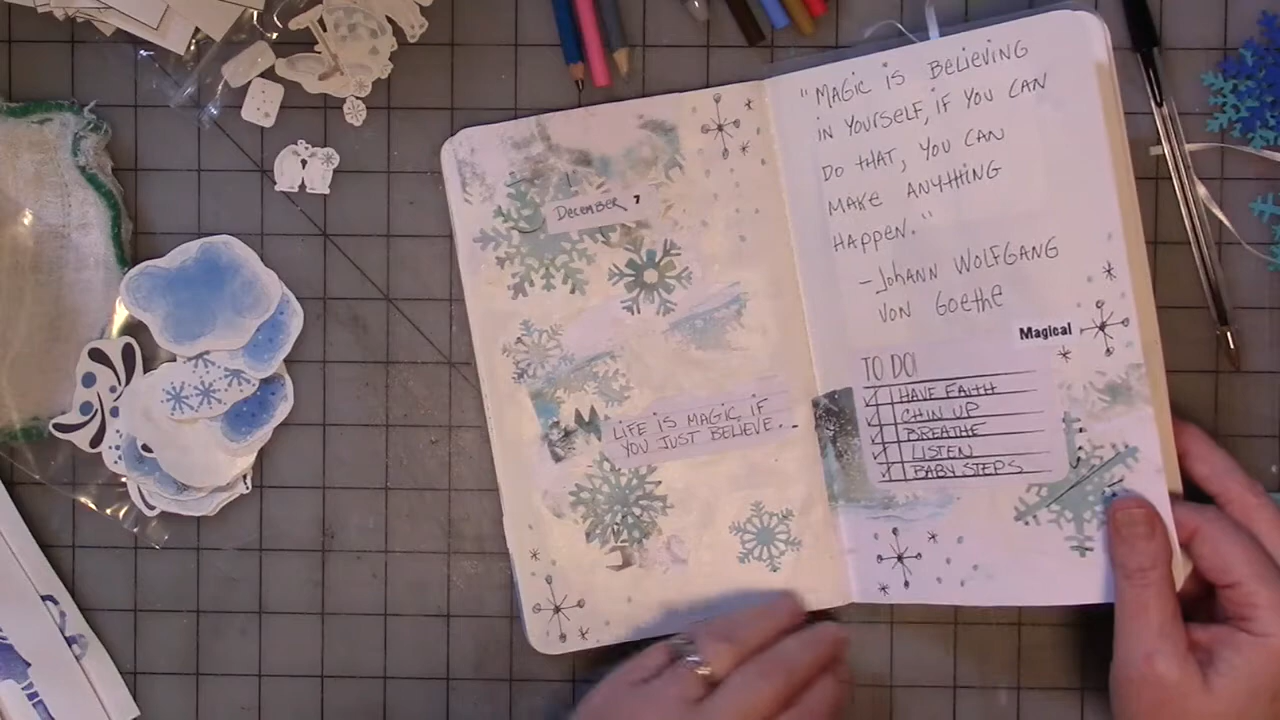 DECEMBER 7
LIFE IS MAGIC IF
YOU JUST BELIEVE...
"MAGIC IS BELIEVING
IN YOURSELF, IF YOU CAN
DO THAT, YOU CAN
MAKE ANYTHING
HAPPEN."
- JOHANN WOLFGANG
VON GOETHE
Magical
TO DO!
HAVE FAITH
CHIN UP
BREATHE
LISTEN
BABY STEPS